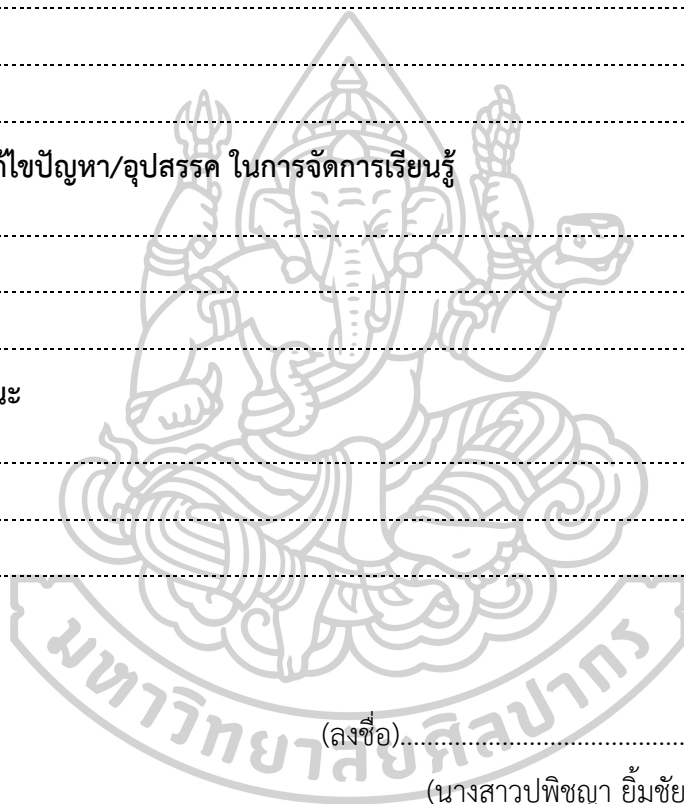 ก้ไขปัญหา/อุปสรรค ในการจัดการเรียนรู้
นะ
มหาวิทยาลัยศิลปากร
(ลงชื่อ)........................................
(นางสาวปพิชญา ยิ้มชัย